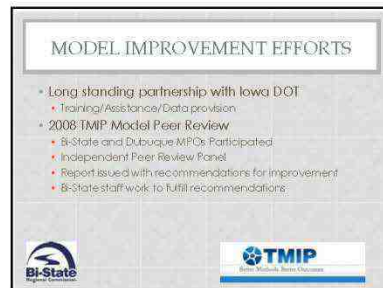 MODEL IMPROVEMENT EFFORTS
• Long standing partnership with Iowa DOT
• Training/Assistance/Data provision
• 2008 TMIP Model Peer Review
• Bi-State and Dubuque MPOs Participated
• Independent Peer Review Panel
• Report issued with recommendations for improvement
• Bi-State staff work to fulfill recommendations
Bi-State
Regional Commission
TMIP
Better Methods. Better Outcomes.